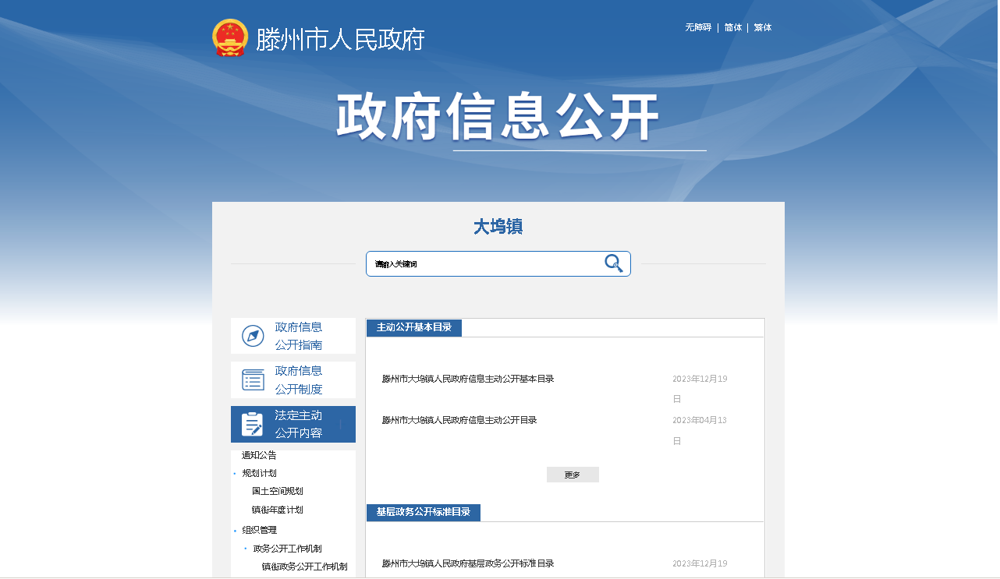 滕州市人民政府
无障碍 | 简体 | 繁体
政府信息公开
大坞镇
请输入关键词
政府信息
公开指南
政府信息
公开制度
法定主动
公开内容
通知公告
规划计划
国土空间规划
镇街年度计划
组织管理
政务公开工作机制
镇街政务公开工作机制
主动公开基本目录
滕州市大坞镇人民政府信息主动公开基本目录 2023年12月19
日
滕州市大坞镇人民政府信息主动公开目录 2023年04月13
日
更多
基层政务公开标准目录
滕州市大坞镇人民政府基层政务公开标准目录 2023年12月19